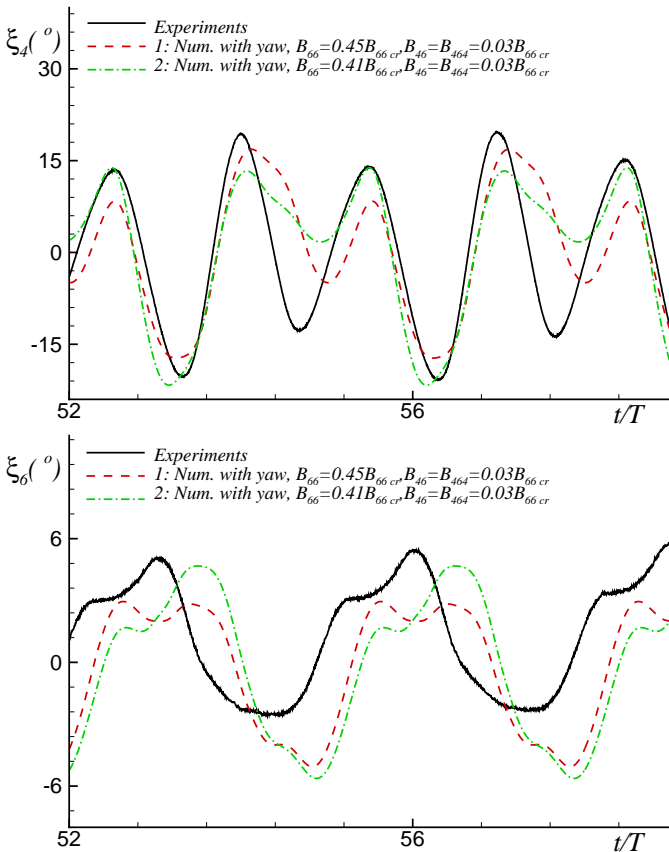 ξ4(°)
Experiments
1: Num. with yaw, B66=0.45B66 cr,B46=B464=0.03B66 cr
2: Num. with yaw, B66=0.41B66 cr,B46=B464=0.03B66 cr
30
15
0
-15
52
56
t/T
ξ6(°)
Experiments
1: Num. with yaw, B66=0.45B66 cr,B46=B464=0.03B66 cr
2: Num. with yaw, B66=0.41B66 cr,B46=B464=0.03B66 cr
6
0
-6
52
56
t/T